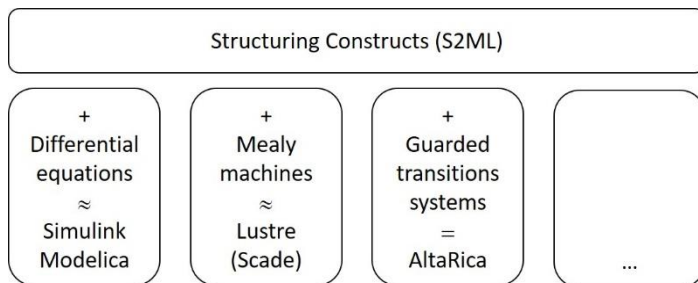 Structuring Constructs (S2ML)
+
Differential
equations
≈
Simulink
Modelica
+
Mealy
machines
≈
Lustre
(Scade)
+
Guarded
transitions
systems
=
AltaRica
...